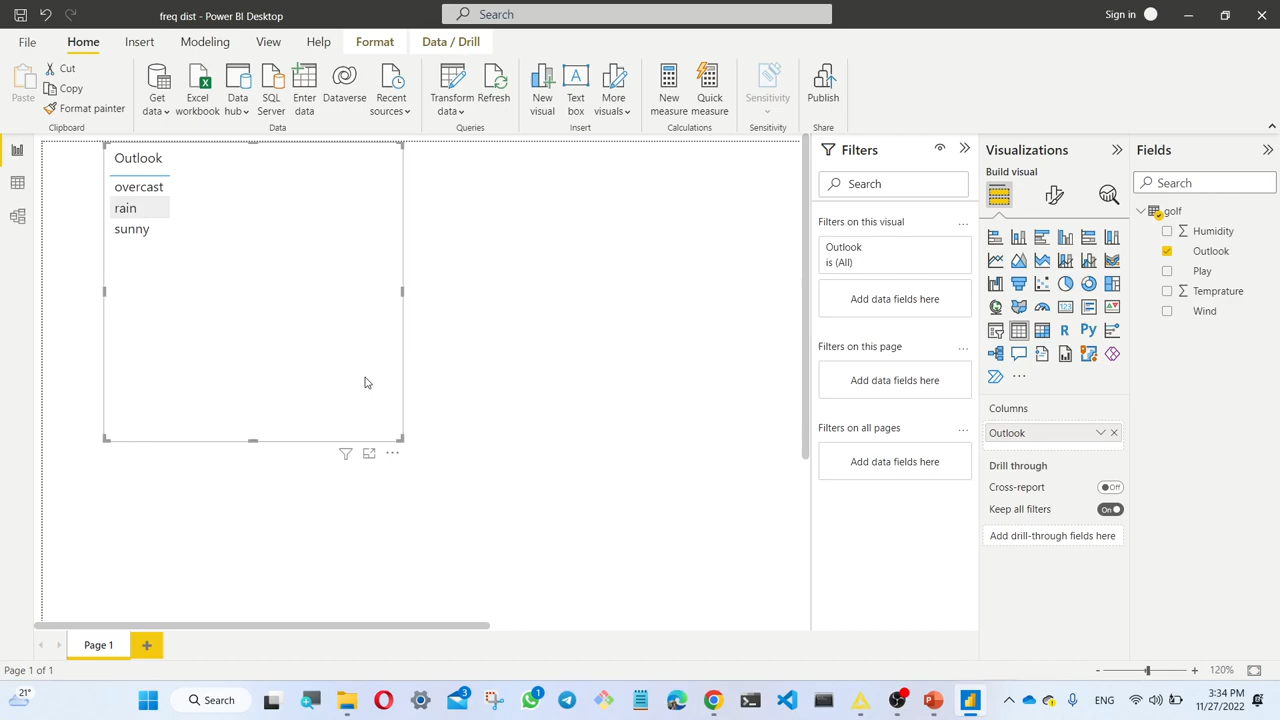 freq dist - Power BI Desktop
Search
Sign in
File
Home
Insert
Modeling
View
Help
Format
Data / Drill
Paste
Cut
Copy
Format painter
Clipboard
Get data
Excel workbook
Data hub
SQL Server
Enter data
Dataverse
Recent sources
Data
Transform data
Refresh
Queries
New visual
Text box
More visuals
Insert
New measure
Quick measure
Calculations
Sensitivity
Sensitivity
Publish
Share
Outlook
overcast
rain
sunny
Filters
Search
Filters on this visual
Outlook
is (All)
Add data fields here
Filters on this page
Add data fields here
Filters on all pages
Add data fields here
Visualizations
Build visual
R
Py
Columns
Outlook
Drill through
Cross-report
Off
Keep all filters
On
Add drill-through fields here
Fields
Search
golf
Humidity
Outlook
Play
Temprature
Wind
Page 1
Page 1 of 1
120%
21°
Search
3
1
ENG
3:34 PM
11/27/2022